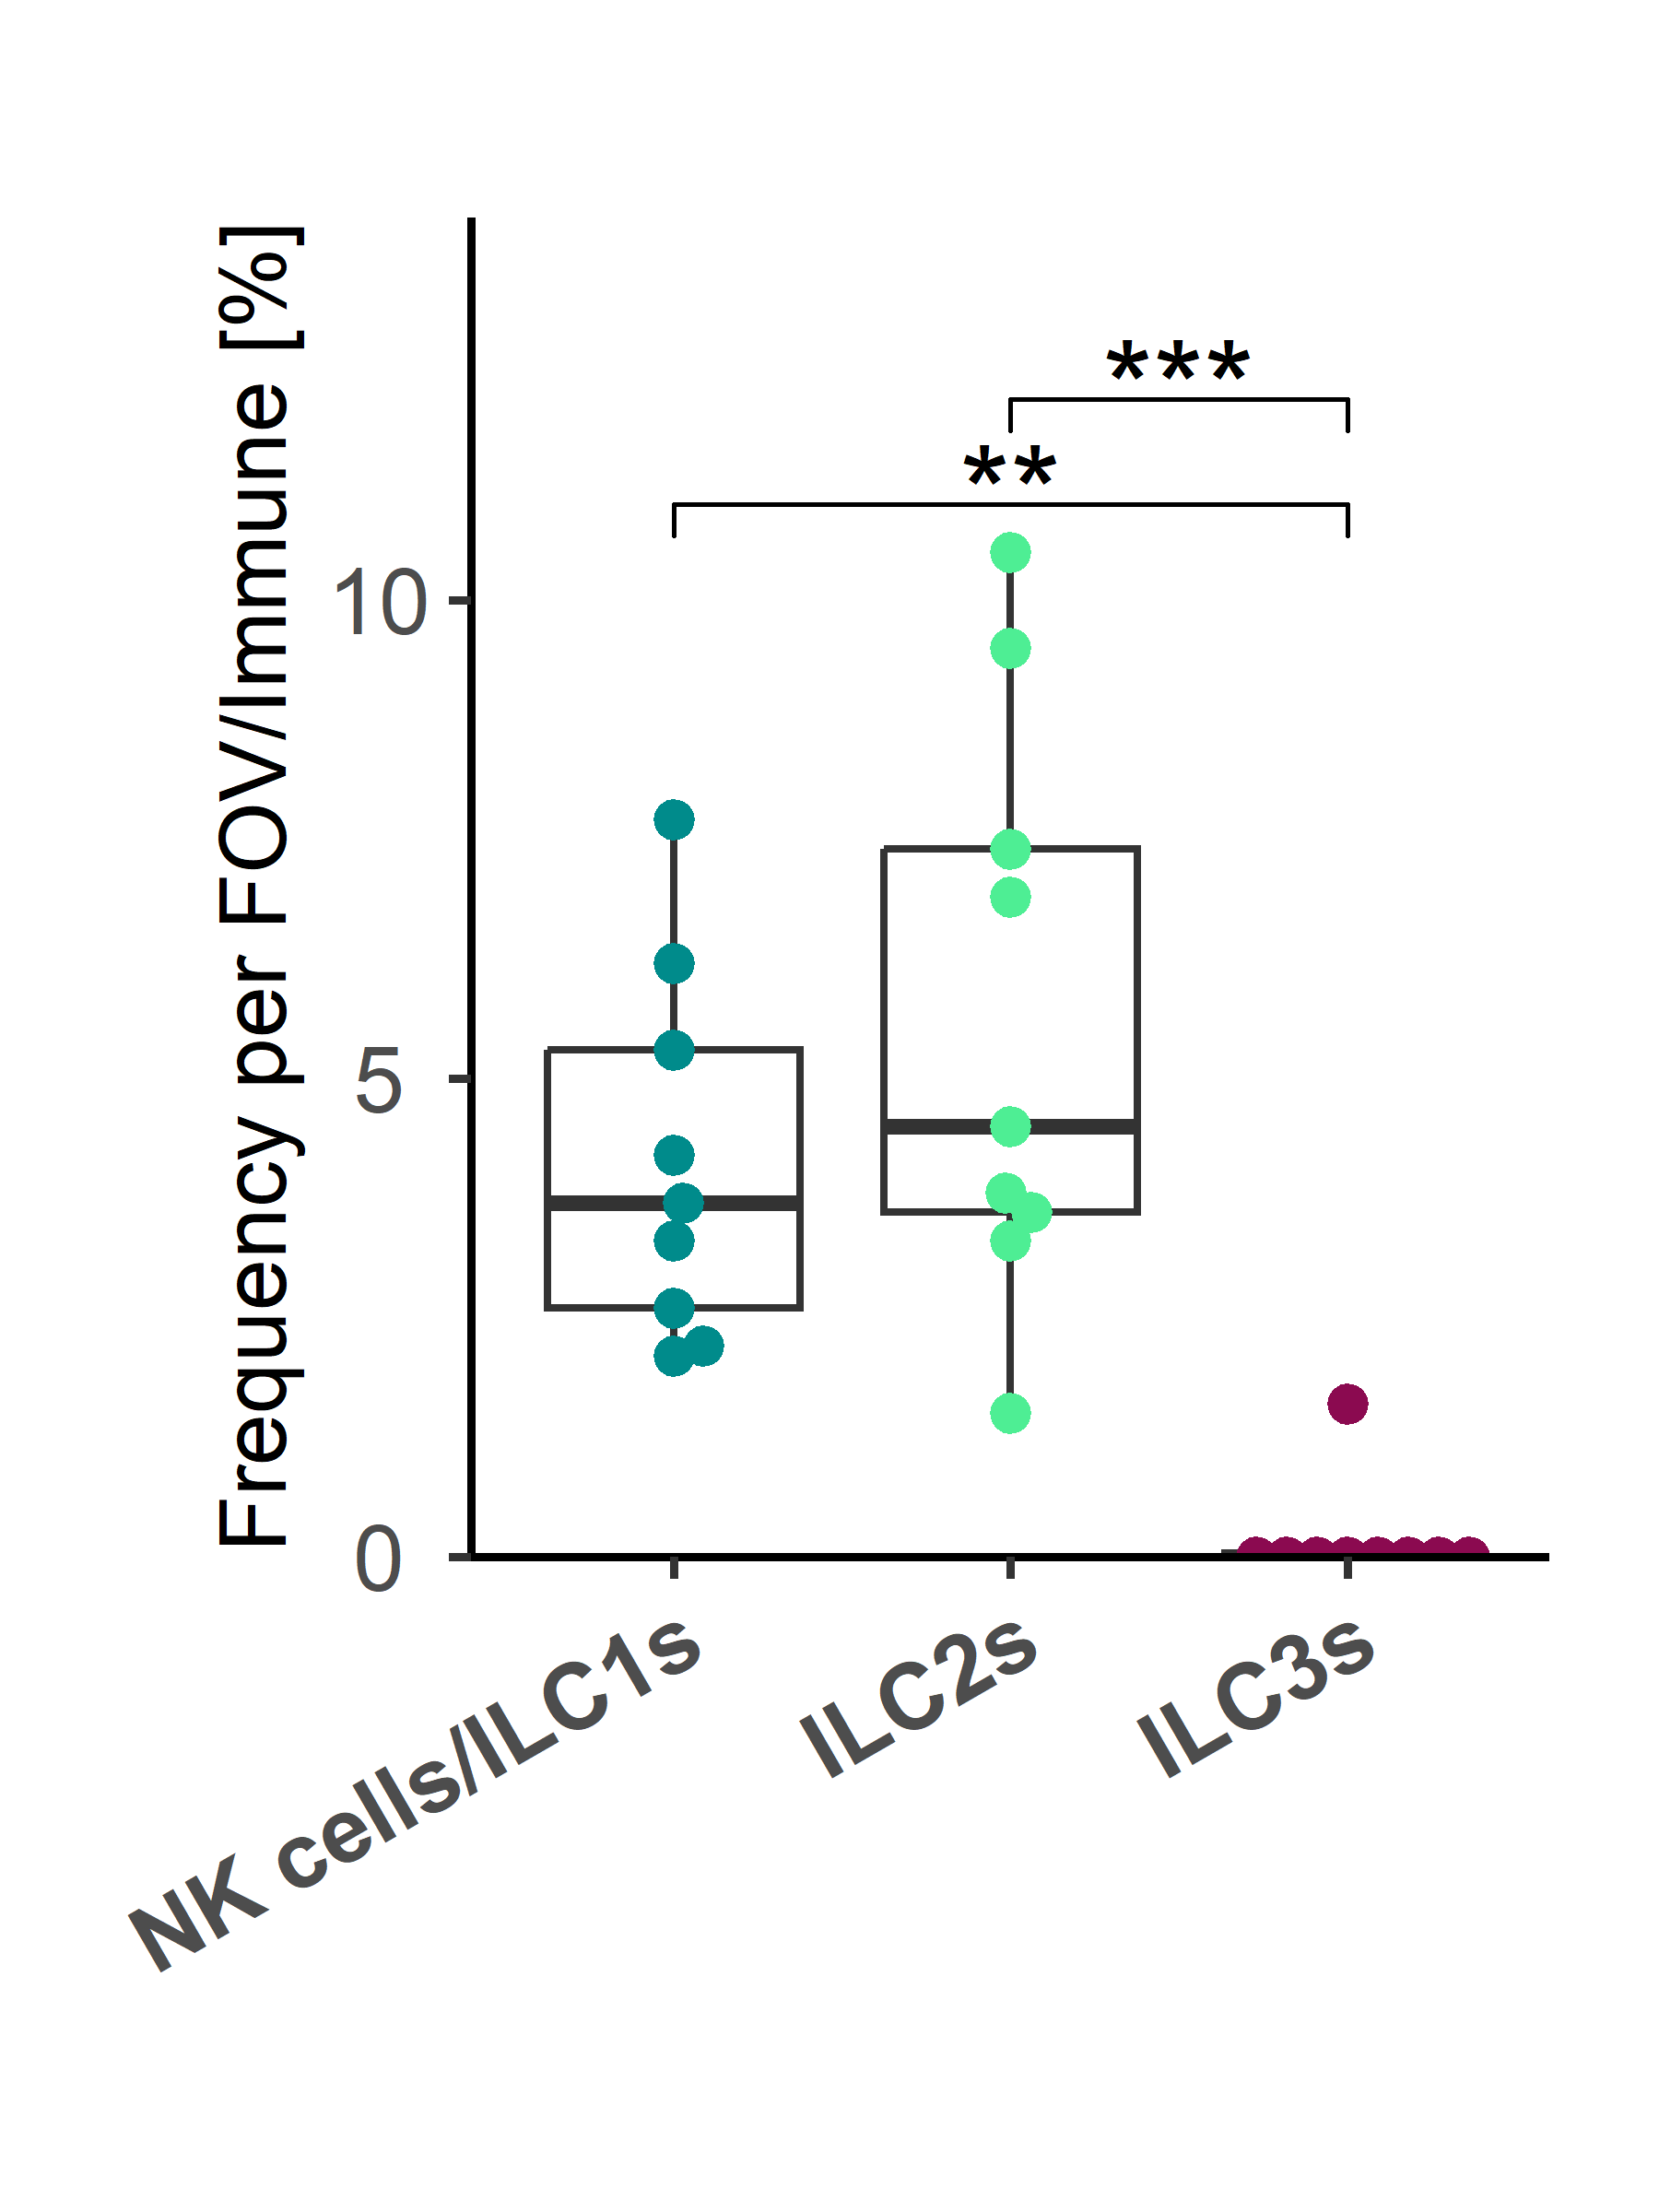 Frequency per FOV/Immune [%]
***
**
10
5
0
NK cells/ILC1s
ILC2s
ILC3s